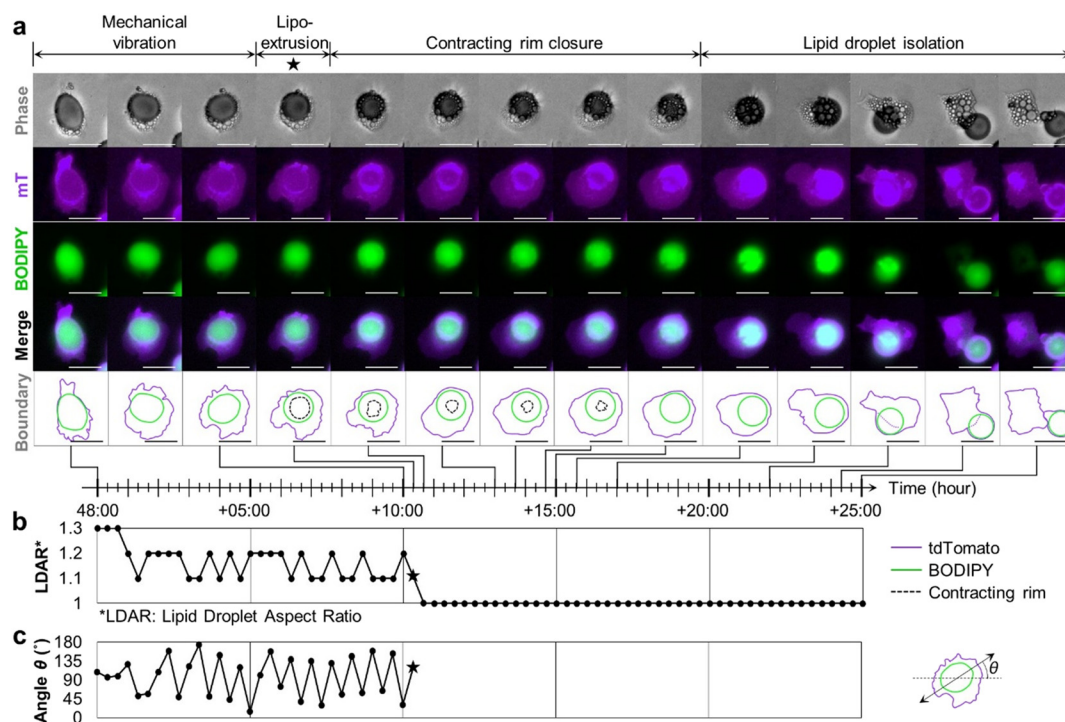 a
Mechanical vibration
Lipo-extrusion
★
Contracting rim closure
Lipid droplet isolation
Phase
mT
BODIPY
Merge
Boundary
Time (hour)
48:00 +05:00 +10:00 +15:00 +20:00 +25:00
b
LDAR*
1.3
1.2
1.1
1
*LDAR: Lipid Droplet Aspect Ratio
tdTomato
BODIPY
Contracting rim
c
Angle θ (°)
180
135
90
45
0
θ